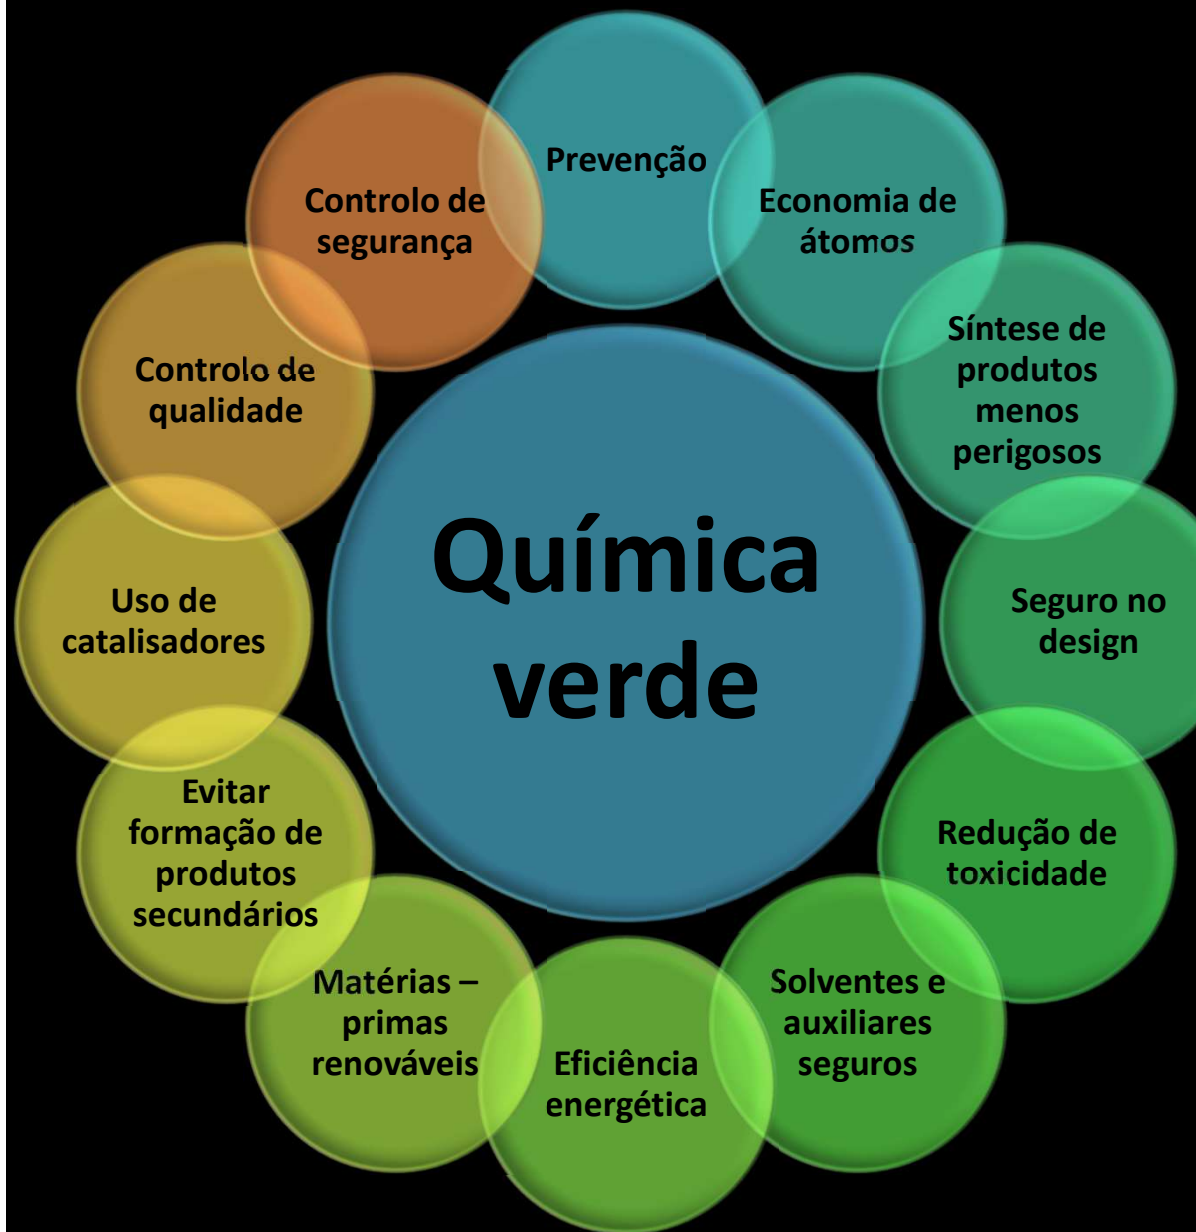 Prevenção
Economia de
átomos
Síntese de
produtos
menos
perigosos
Seguro no
design
Redução de
toxicidade
Solventes e
auxiliares
seguros
Eficiência
energética
Matérias –
primas
renováveis
Evitar
formação de
produtos
secundários
Uso de
catalisadores
Controlo de
qualidade
Controlo de
segurança
Química
verde